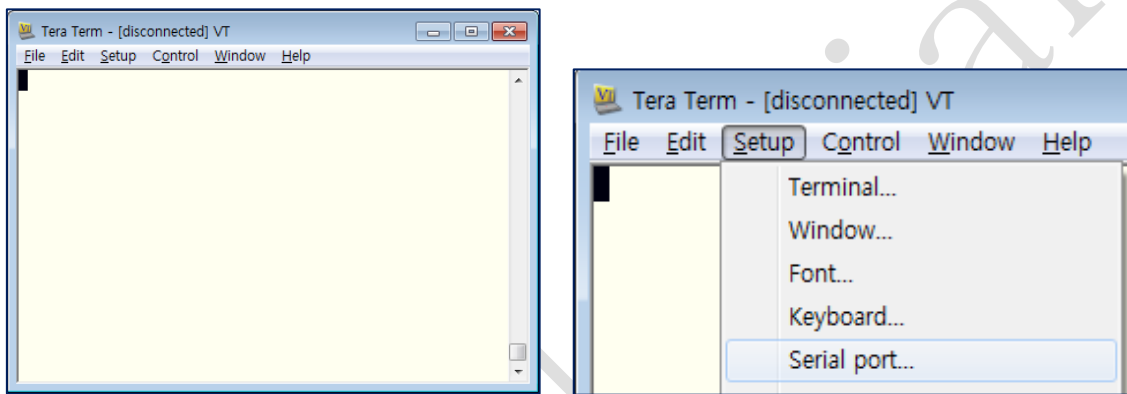 Tera Term - [disconnected] VT
File Edit Setup Control Window Help
Tera Term - [disconnected] VT
File Edit Setup Control Window Help
Terminal...
Window...
Font...
Keyboard...
Serial port...